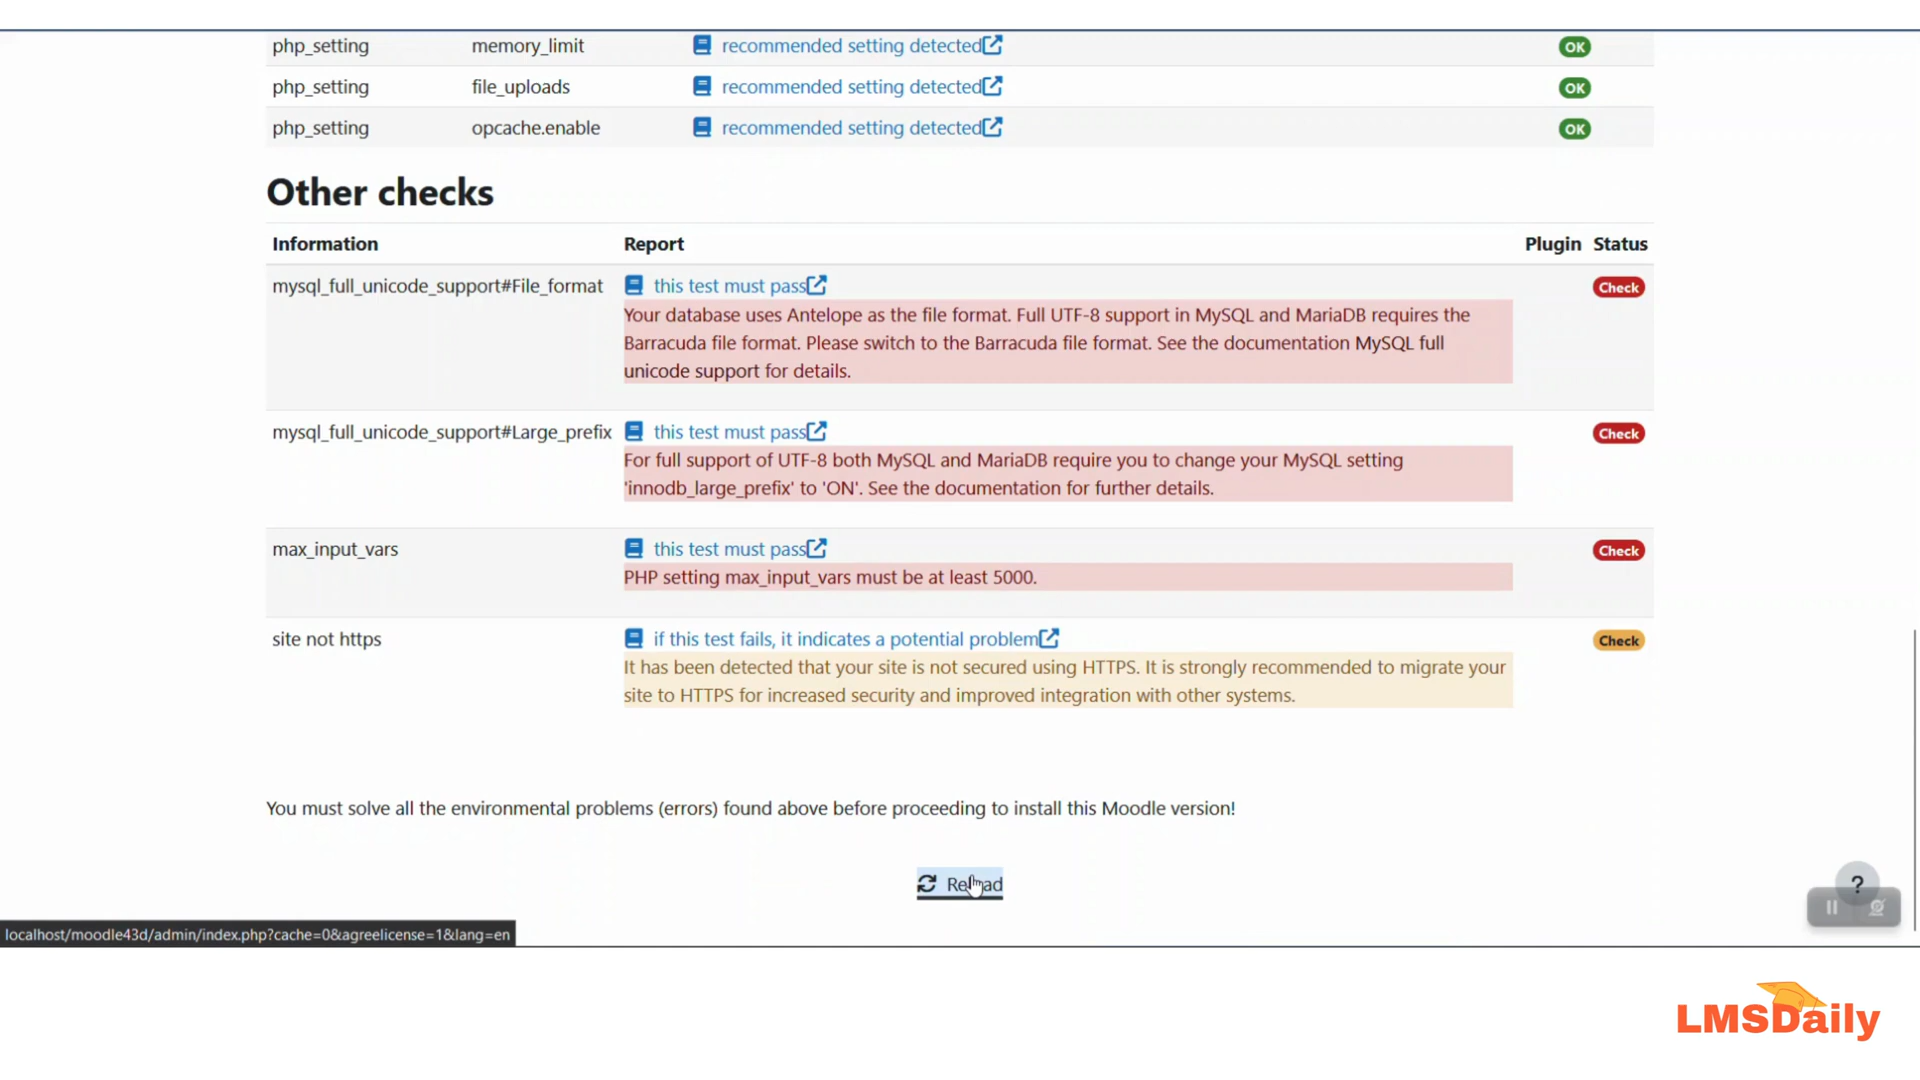 php_setting memory_limit recommended setting detected OK
php_setting file_uploads recommended setting detected OK
php_setting opcache.enable recommended setting detected OK
Other checks
Information Report Plugin Status
mysql_full_unicode_support#File_format this test must pass Check
Your database uses Antelope as the file format. Full UTF-8 support in MySQL and MariaDB requires the
Barracuda file format. Please switch to the Barracuda file format. See the documentation MySQL full
unicode support for details.
mysql_full_unicode_support#Large_prefix this test must pass Check
For full support of UTF-8 both MySQL and MariaDB require you to change your MySQL setting
'innodb_large_prefix' to 'ON'. See the documentation for further details.
max_input_vars this test must pass Check
PHP setting max_input_vars must be at least 5000.
site not https if this test fails, it indicates a potential problem Check
It has been detected that your site is not secured using HTTPS. It is strongly recommended to migrate your
site to HTTPS for increased security and improved integration with other systems.
You must solve all the environmental problems (errors) found above before proceeding to install this Moodle version!
Reload
?
localhost/moodle43d/admin/index.php?cache=0&agreelicense=1&lang=en
LMSDaily